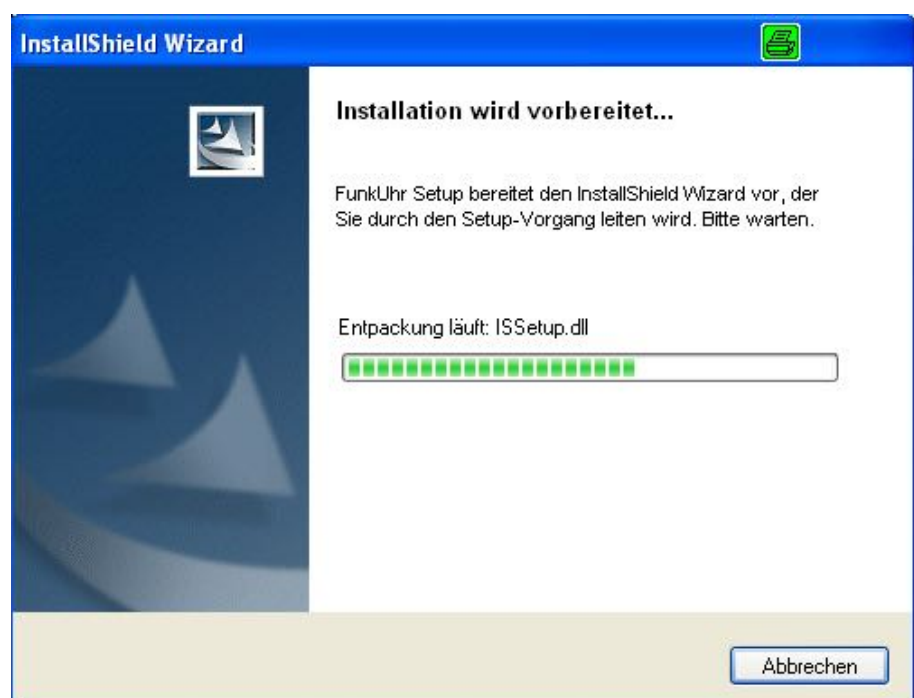 InstallShield Wizard
Installation wird vorbereitet...
FunkUhr Setup bereitet den InstallShield Wizard vor, der
Sie durch den Setup-Vorgang leiten wird. Bitte warten.
Entpackung läuft: ISSetup.dll
Abbrechen